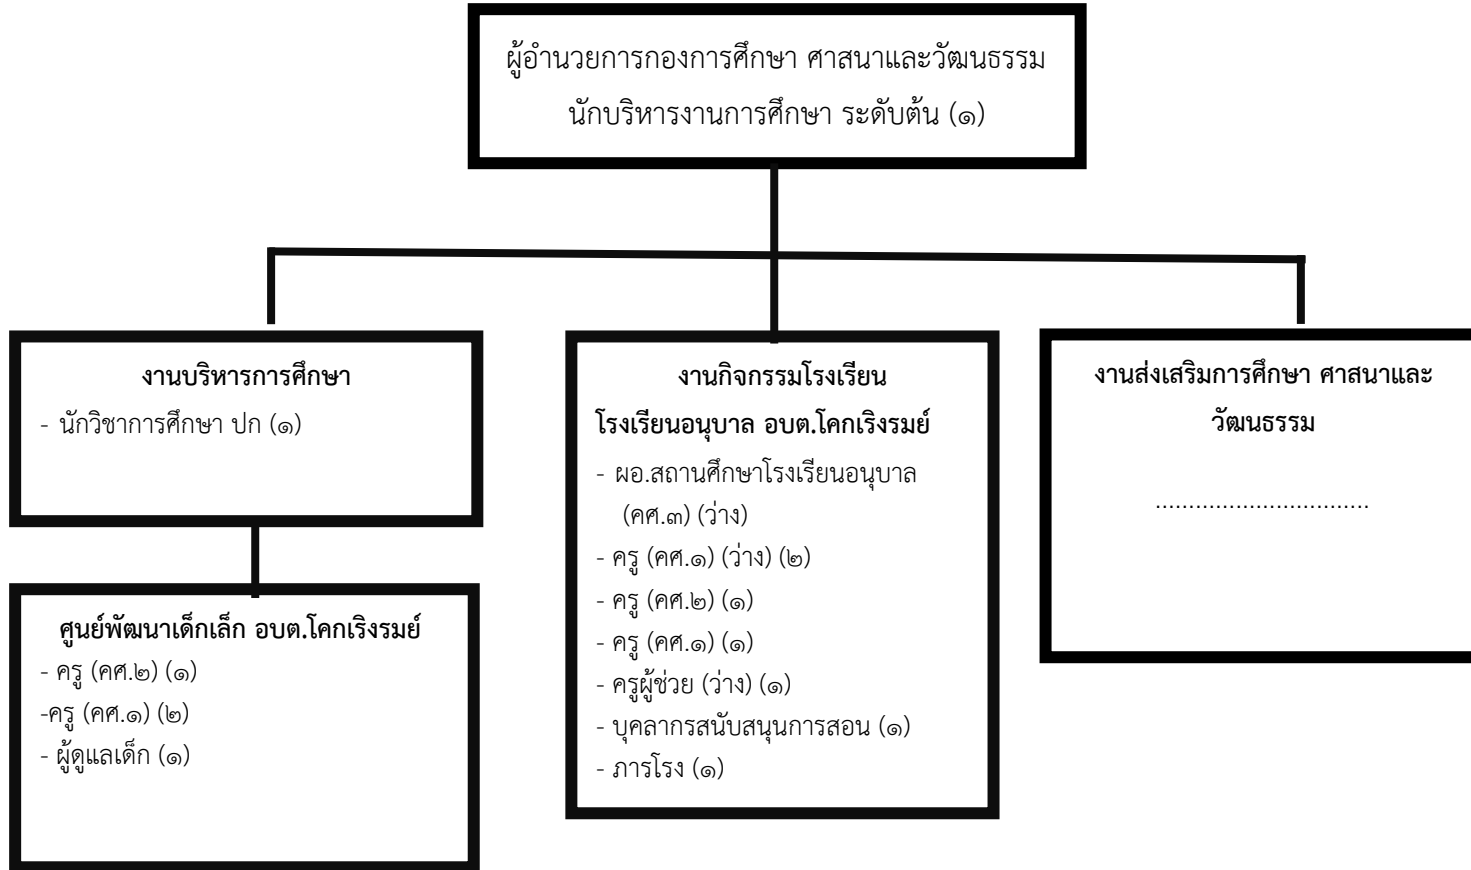 ผู้อำนวยการกองการศึกษา ศาสนาและวัฒนธรรม
นักบริหารงานการศึกษา ระดับต้น (๑)
งานบริหารการศึกษา
- นักวิชาการศึกษา ปก (๑)
ศูนย์พัฒนาเด็กเล็ก อบต.โคกเริงรมย์
- ครู (คศ.๒) (๑)
-ครู (คศ.๑) (๒)
- ผู้ดูแลเด็ก (๑)
งานกิจกรรมโรงเรียน
โรงเรียนอนุบาล อบต.โคกเริงรมย์
- ผอ.สถานศึกษาโรงเรียนอนุบาล
(คศ.๓) (ว่าง)
- ครู (คศ.๑) (ว่าง) (๒)
- ครู (คศ.๒) (๑)
- ครู (คศ.๑) (๑)
- ครูผู้ช่วย (ว่าง) (๑)
- บุคลากรสนับสนุนการสอน (๑)
- ภารโรง (๑)
งานส่งเสริมการศึกษา ศาสนาและ
วัฒนธรรม
................................